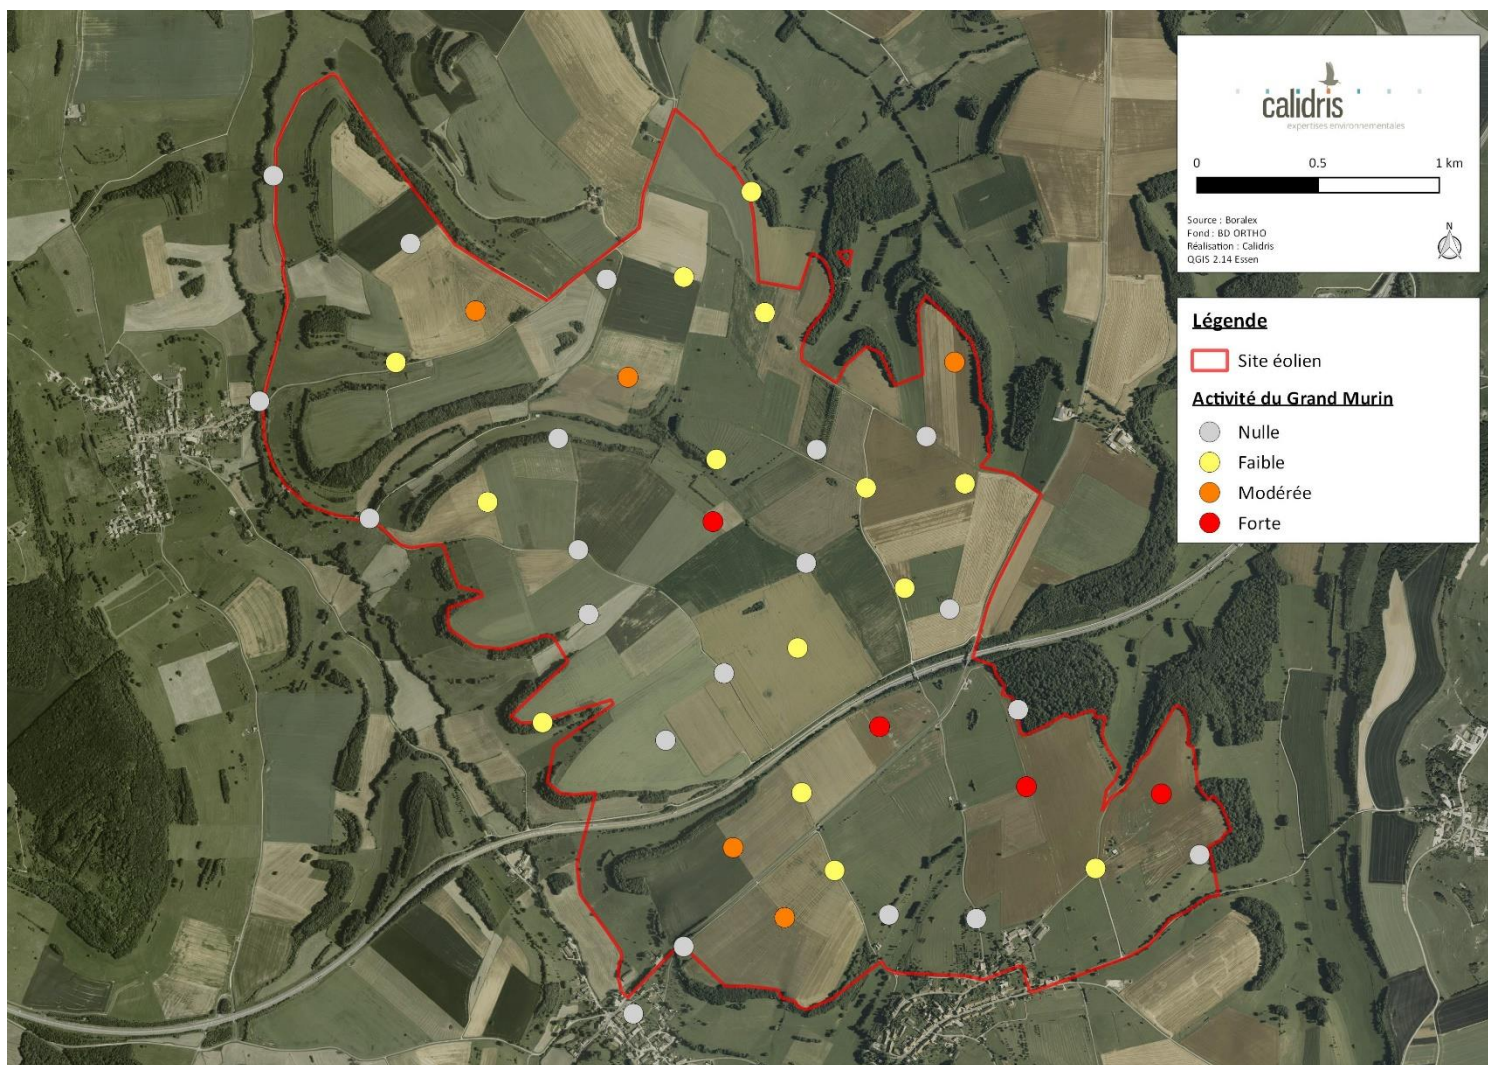 calidris
expertises environnementales
0 0.5 1 km
Source : Boralex
Fond : BD ORTHO
Réalisation : Calidris
QGIS 2.14 Essen
N
Légende
Site éolien
Activité du Grand Murin
Nulle
Faible
Modérée
Forte